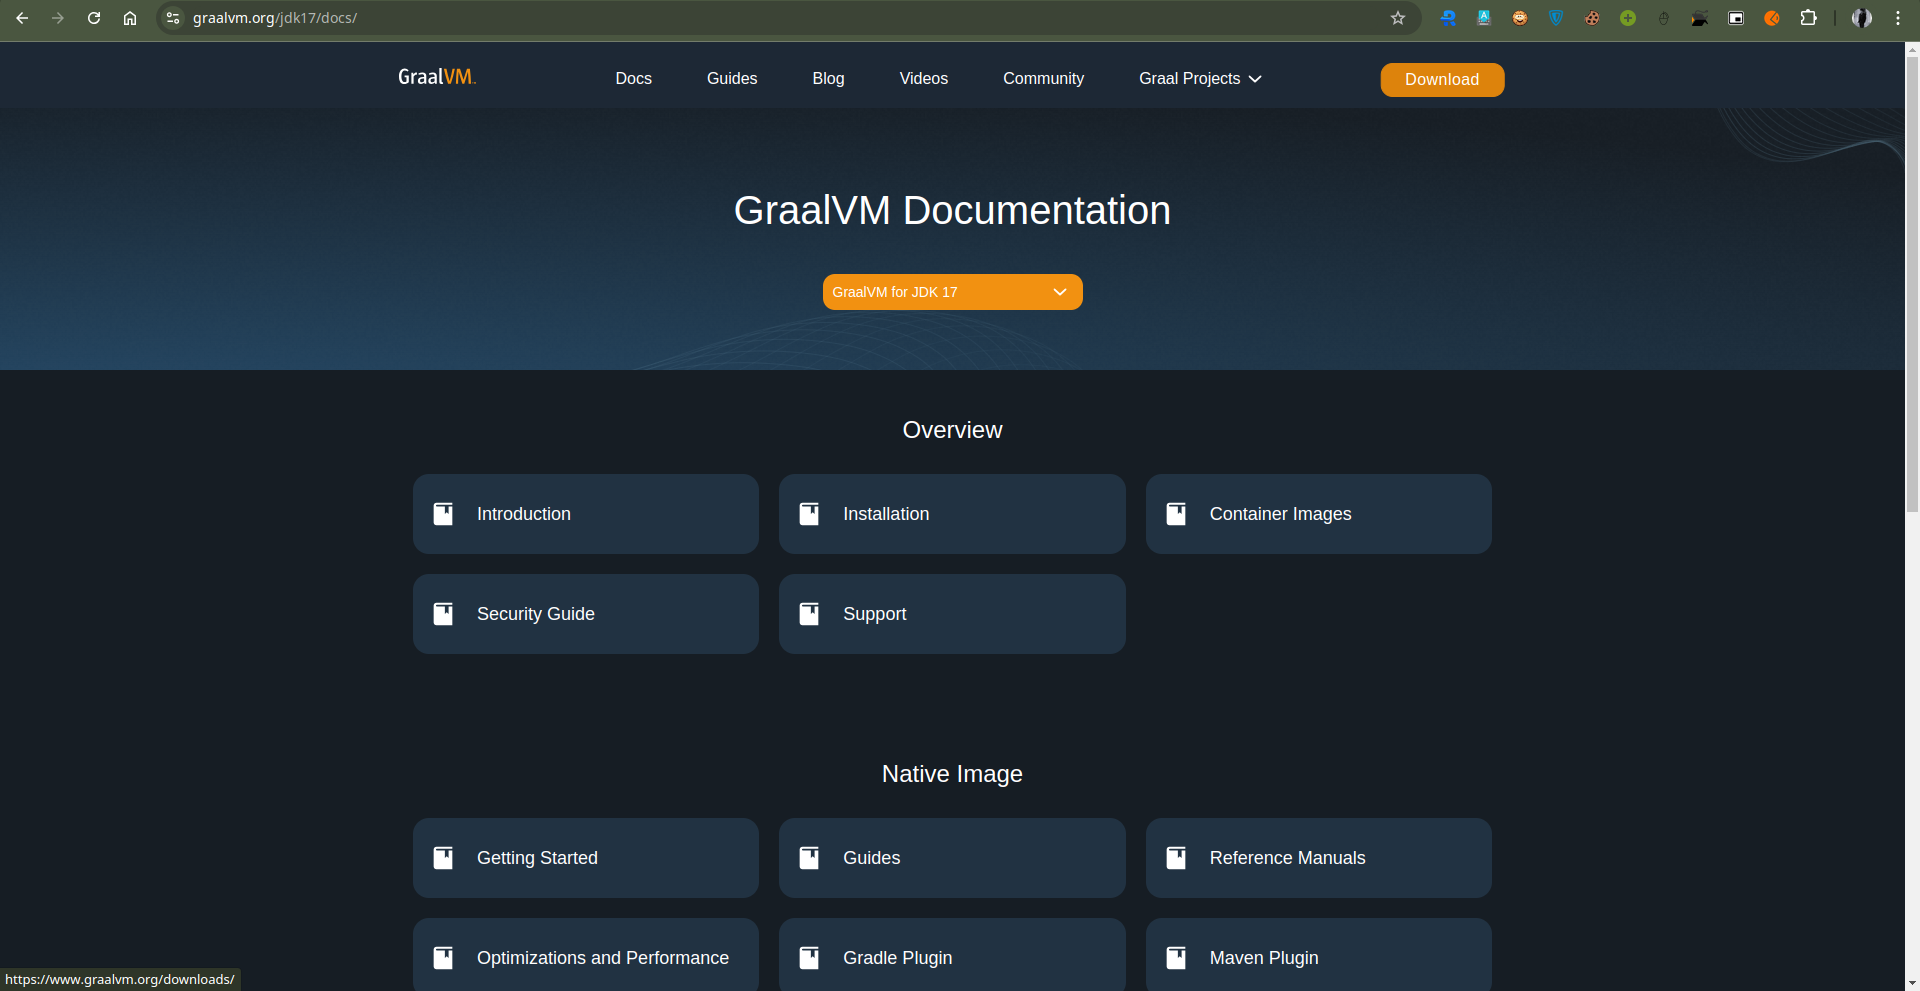 graalvm.org/jdk17/docs/
GraalVM.
Docs
Guides
Blog
Videos
Community
Graal Projects
Download
GraalVM Documentation
GraalVM for JDK 17
Overview
Introduction
Installation
Container Images
Security Guide
Support
Native Image
Getting Started
Guides
Reference Manuals
Optimizations and Performance
Gradle Plugin
Maven Plugin
https://www.graalvm.org/downloads/